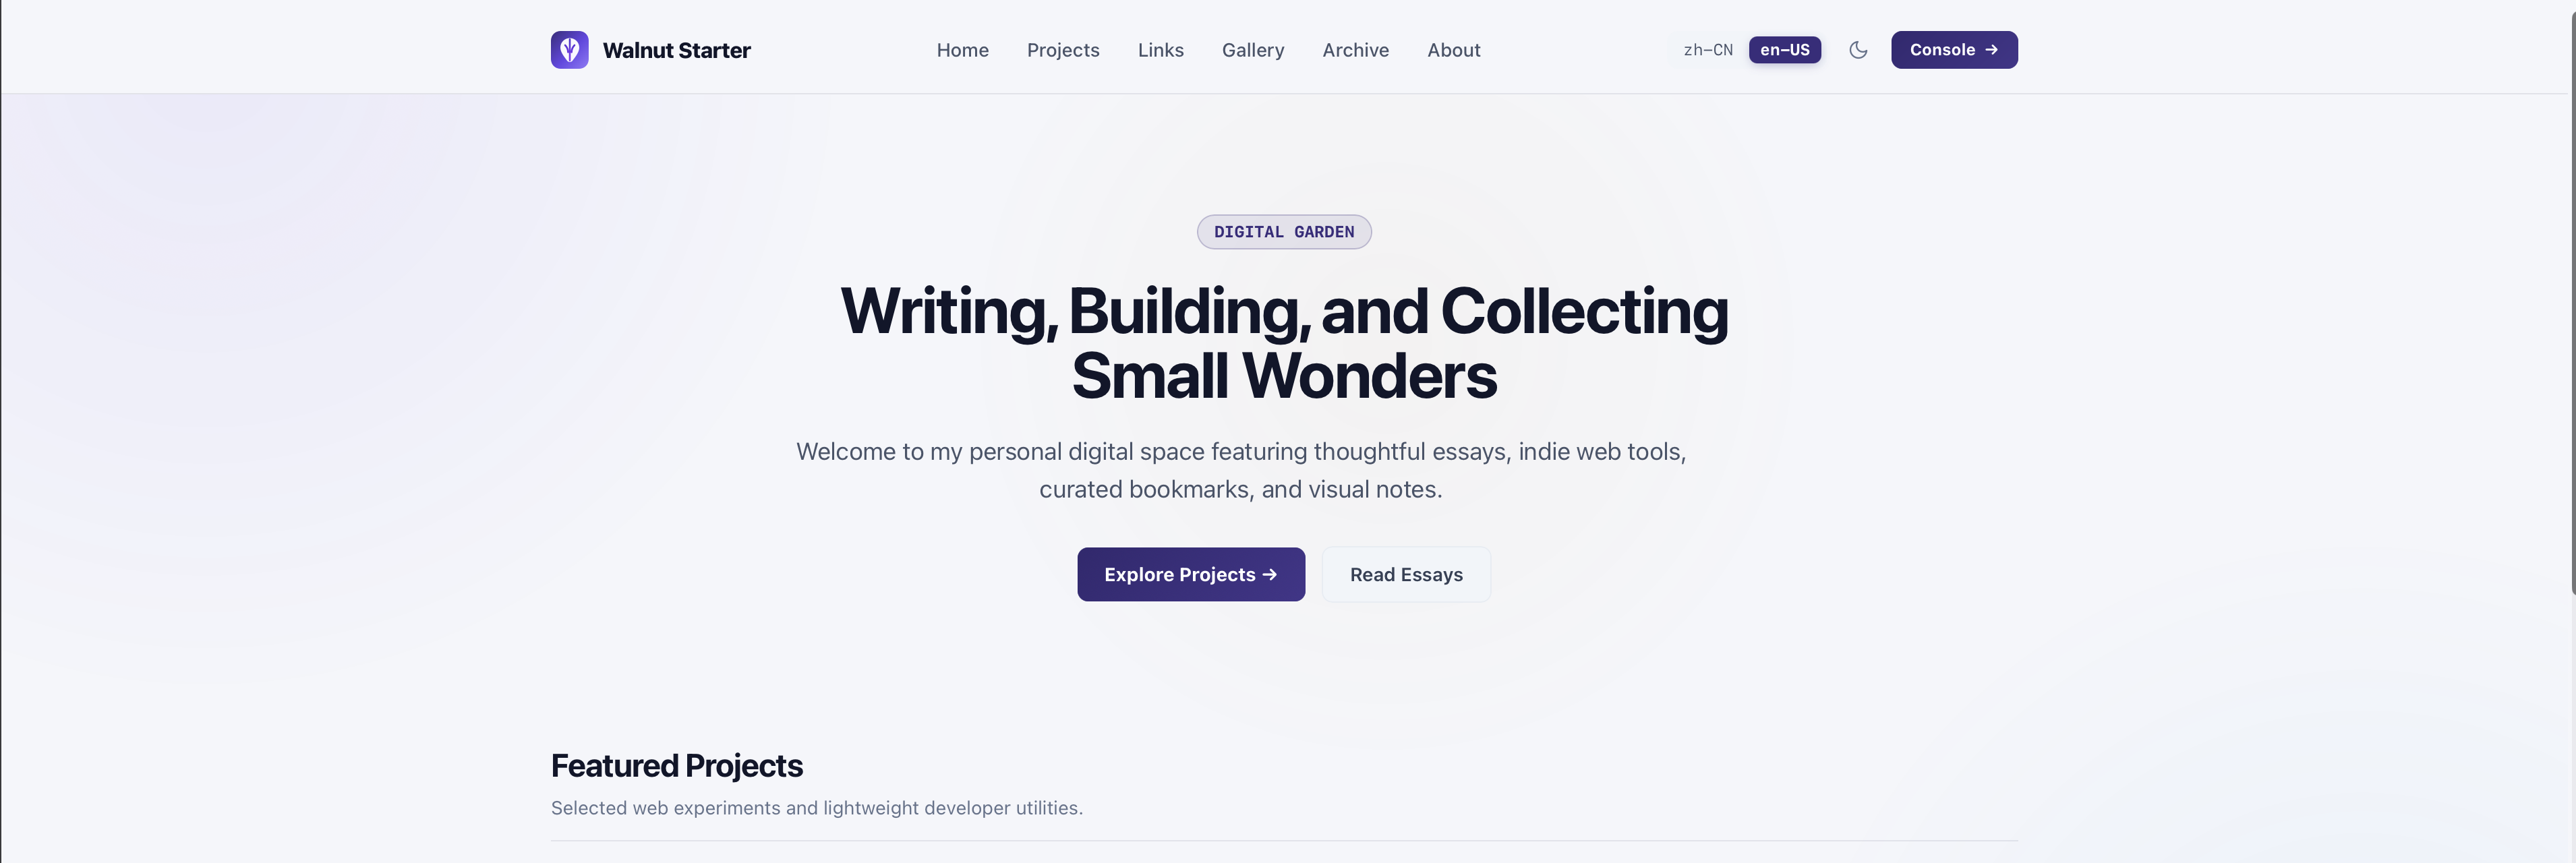 Walnut Starter
Home Projects Links Gallery Archive About
zh-CN en-US Console →
DIGITAL GARDEN
Writing, Building, and Collecting
Small Wonders
Welcome to my personal digital space featuring thoughtful essays, indie web tools,
curated bookmarks, and visual notes.
Explore Projects → Read Essays
Featured Projects
Selected web experiments and lightweight developer utilities.